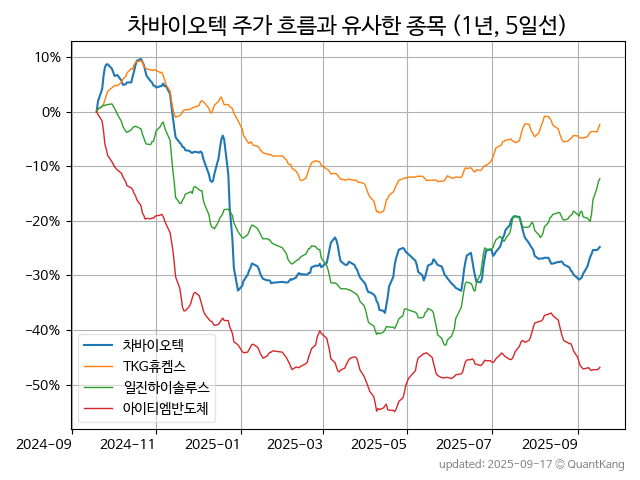 차바이오텍 주가 흐름과 유사한 종목 (1년, 5일선)
10%
0%
−10%
−20%
−30%
−40%
−50%
차바이오텍
TKG휴켐스
일진하이솔루스
아이티엠반도체
2024-09
2024-11
2025-01
2025-03
2025-05
2025-07
2025-09
updated: 2025-09-17 © QuantKang